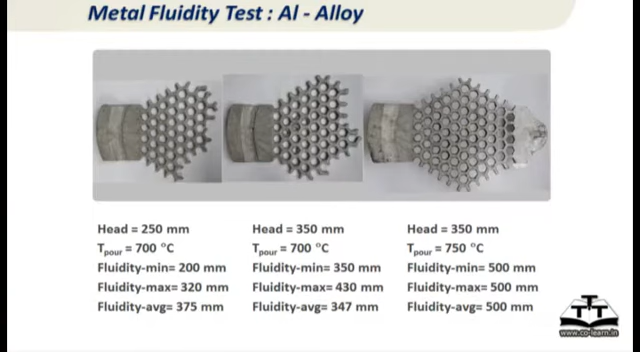 Metal Fluidity Test : Al - Alloy
Head = 250 mm
Tpour = 700 °C
Fluidity-min= 200 mm
Fluidity-max= 320 mm
Fluidity-avg= 375 mm
Head = 350 mm
Tpour = 700 °C
Fluidity-min= 350 mm
Fluidity-max= 430 mm
Fluidity-avg= 347 mm
Head = 350 mm
Tpour = 750 °C
Fluidity-min= 500 mm
Fluidity-max= 500 mm
Fluidity-avg= 500 mm
TTT
www.co-learn.in